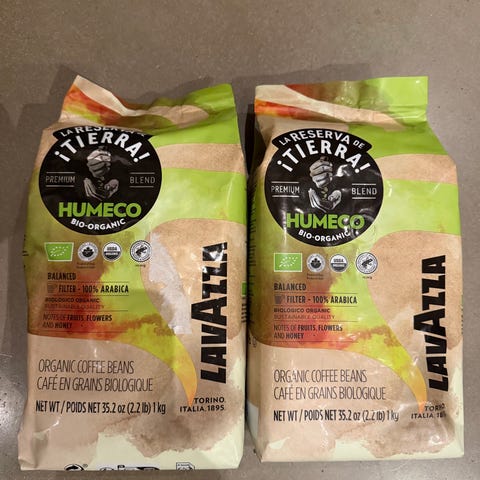 LA RESERVA DE
¡TIERRA!
PREMIUM BLEND
HUMECO
BIO-ORGANIC
USDA
ORGANIC
BALANCED
FILTER - 100% ARABICA
BIOLOGICO ORGANIC
SUSTAINABLE QUALITY
NOTES OF FRUITS, FLOWERS
AND HONEY
LAVAZZA
TORINO,
ITALIA, 1895.
ORGANIC COFFEE BEANS
CAFÉ EN GRAINS BIOLOGIQUE
NET WT / POIDS NET 35.2 oz (2.2 lb) 1 kg
LA RESERVA DE
¡TIERRA!
PREMIUM BLEND
HUMECO
BIO-ORGANIC
USDA
ORGANIC
BALANCED
FILTER - 100% ARABICA
BIOLOGICO ORGANIC
SUSTAINABLE QUALITY
NOTES OF FRUITS, FLOWERS
AND HONEY
LAVAZZA
TORINO,
ITALIA, 1895.
ORGANIC COFFEE BEANS
CAFÉ EN GRAINS BIOLOGIQUE
NET WT / POIDS NET 35.2 oz (2.2 lb) 1 kg